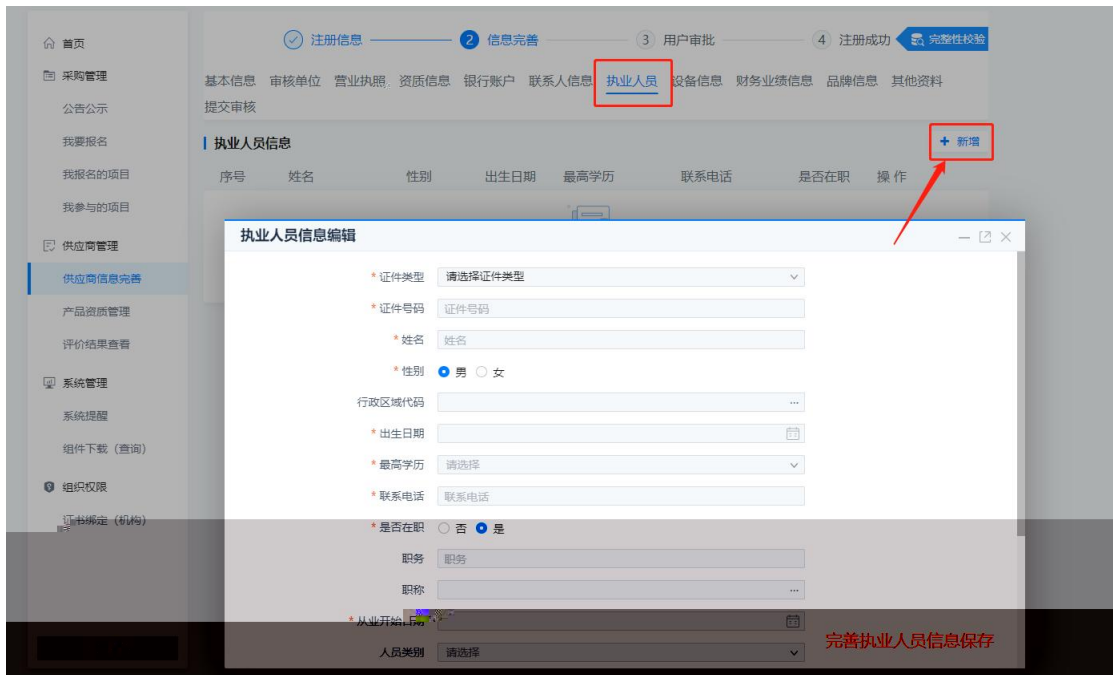 首页
采购管理
公告公示
我要报名
我报名的项目
我参与的项目
供应商管理
供应商信息完善
产品资质管理
评价结果查看
系统管理
系统提醒
组件下载（查询）
组织权限
证书绑定（机构）
注册信息 2 信息完善 3 用户审批 4 注册成功 完整性校验
基本信息 审核单位 营业执照 资质信息 银行账户 联系人信息 执业人员 设备信息 财务业绩信息 品牌信息 其他资料
提交审核
执业人员信息 + 新增
序号 姓名 性别 出生日期 最高学历 联系电话 是否在职 操作
执业人员信息编辑
* 证件类型 请选择证件类型
* 证件号码 证件号码
* 姓名 姓名
* 性别 男 女
行政区域代码 ...
* 出生日期
* 最高学历 请选择
* 联系电话 联系电话
* 是否在职 否 是
职务 职务
职称 ...
* 从业开始日期
人员类别 请选择
完善执业人员信息保存